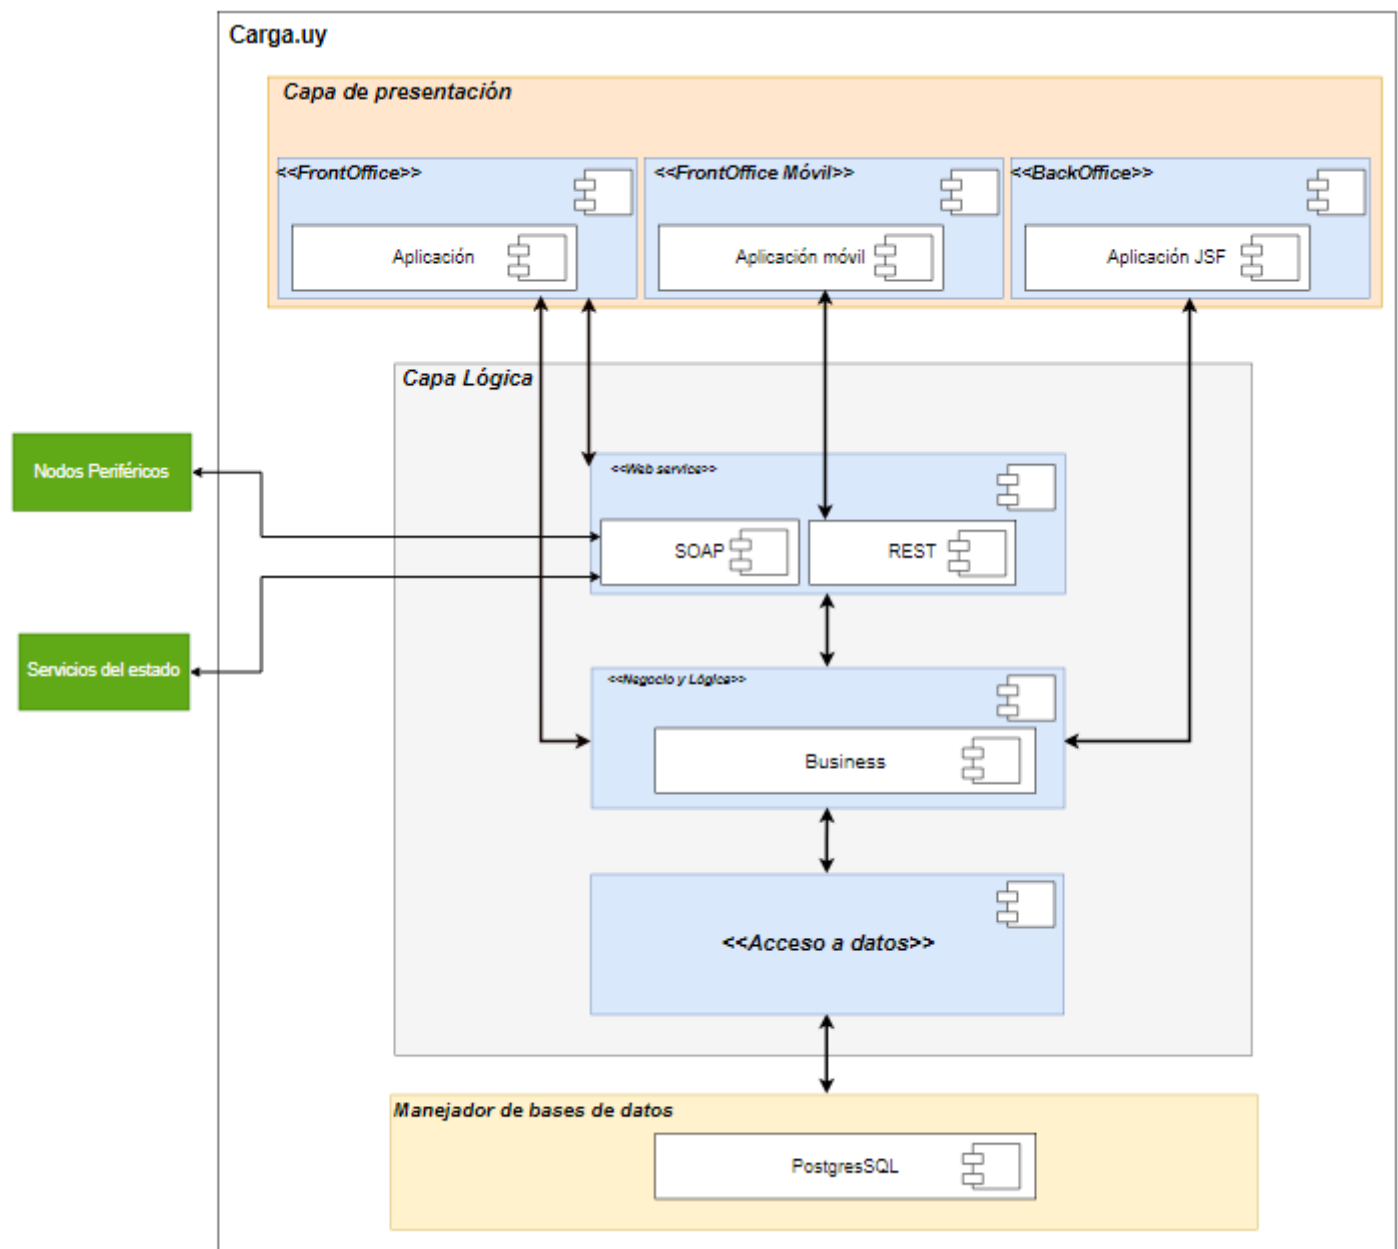 Carga.uy
Capa de presentación
<<FrontOffice>>
<<FrontOffice Móvil>>
<<BackOffice>>
Aplicación
Aplicación móvil
Aplicación JSF
Capa Lógica
Nodos Periféricos
<<Web service>>
SOAP
REST
Servicios del estado
<<Negocio y Lógica>>
Business
<<Acceso a datos>>
Manejador de bases de datos
PostgresSQL